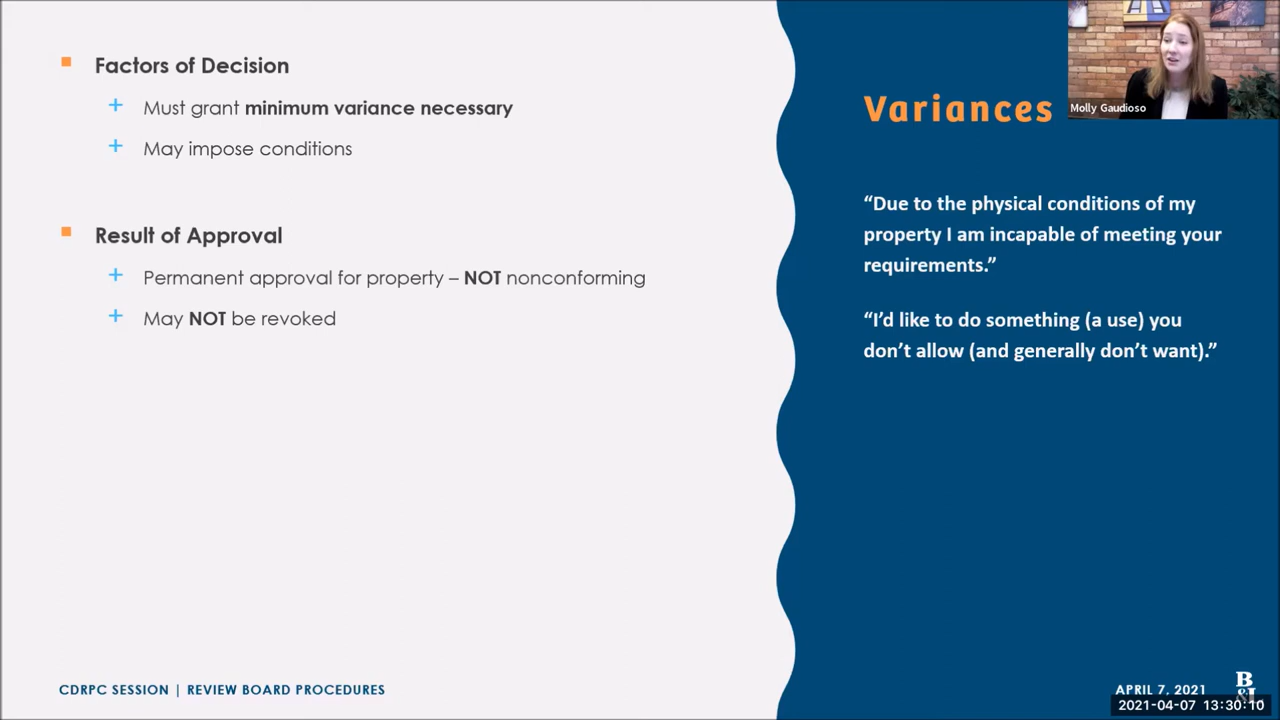 Factors of Decision
Must grant minimum variance necessary
May impose conditions
Result of Approval
Permanent approval for property – NOT nonconforming
May NOT be revoked
Variances
Molly Gaudioso
“Due to the physical conditions of my
property I am incapable of meeting your
requirements.”
“I’d like to do something (a use) you
don’t allow (and generally don’t want).”
CDRPC SESSION | REVIEW BOARD PROCEDURES
APRIL 7, 2021
B&L
2021-04-07 13:30:10